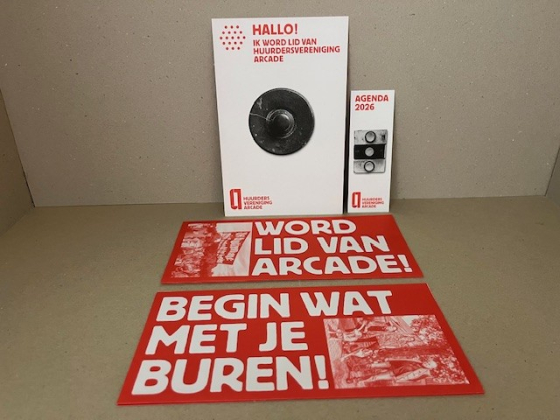 HALLO!
IK WORD LID VAN
HUURDERSVERENIGING
ARCADE
HUURDERS
VERENIGING
ARCADE
AGENDA
2026
HUURDERS
VERENIGING
ARCADE
WORD
LID VAN
ARCADE!
BEGIN WAT
MET JE
BUREN!